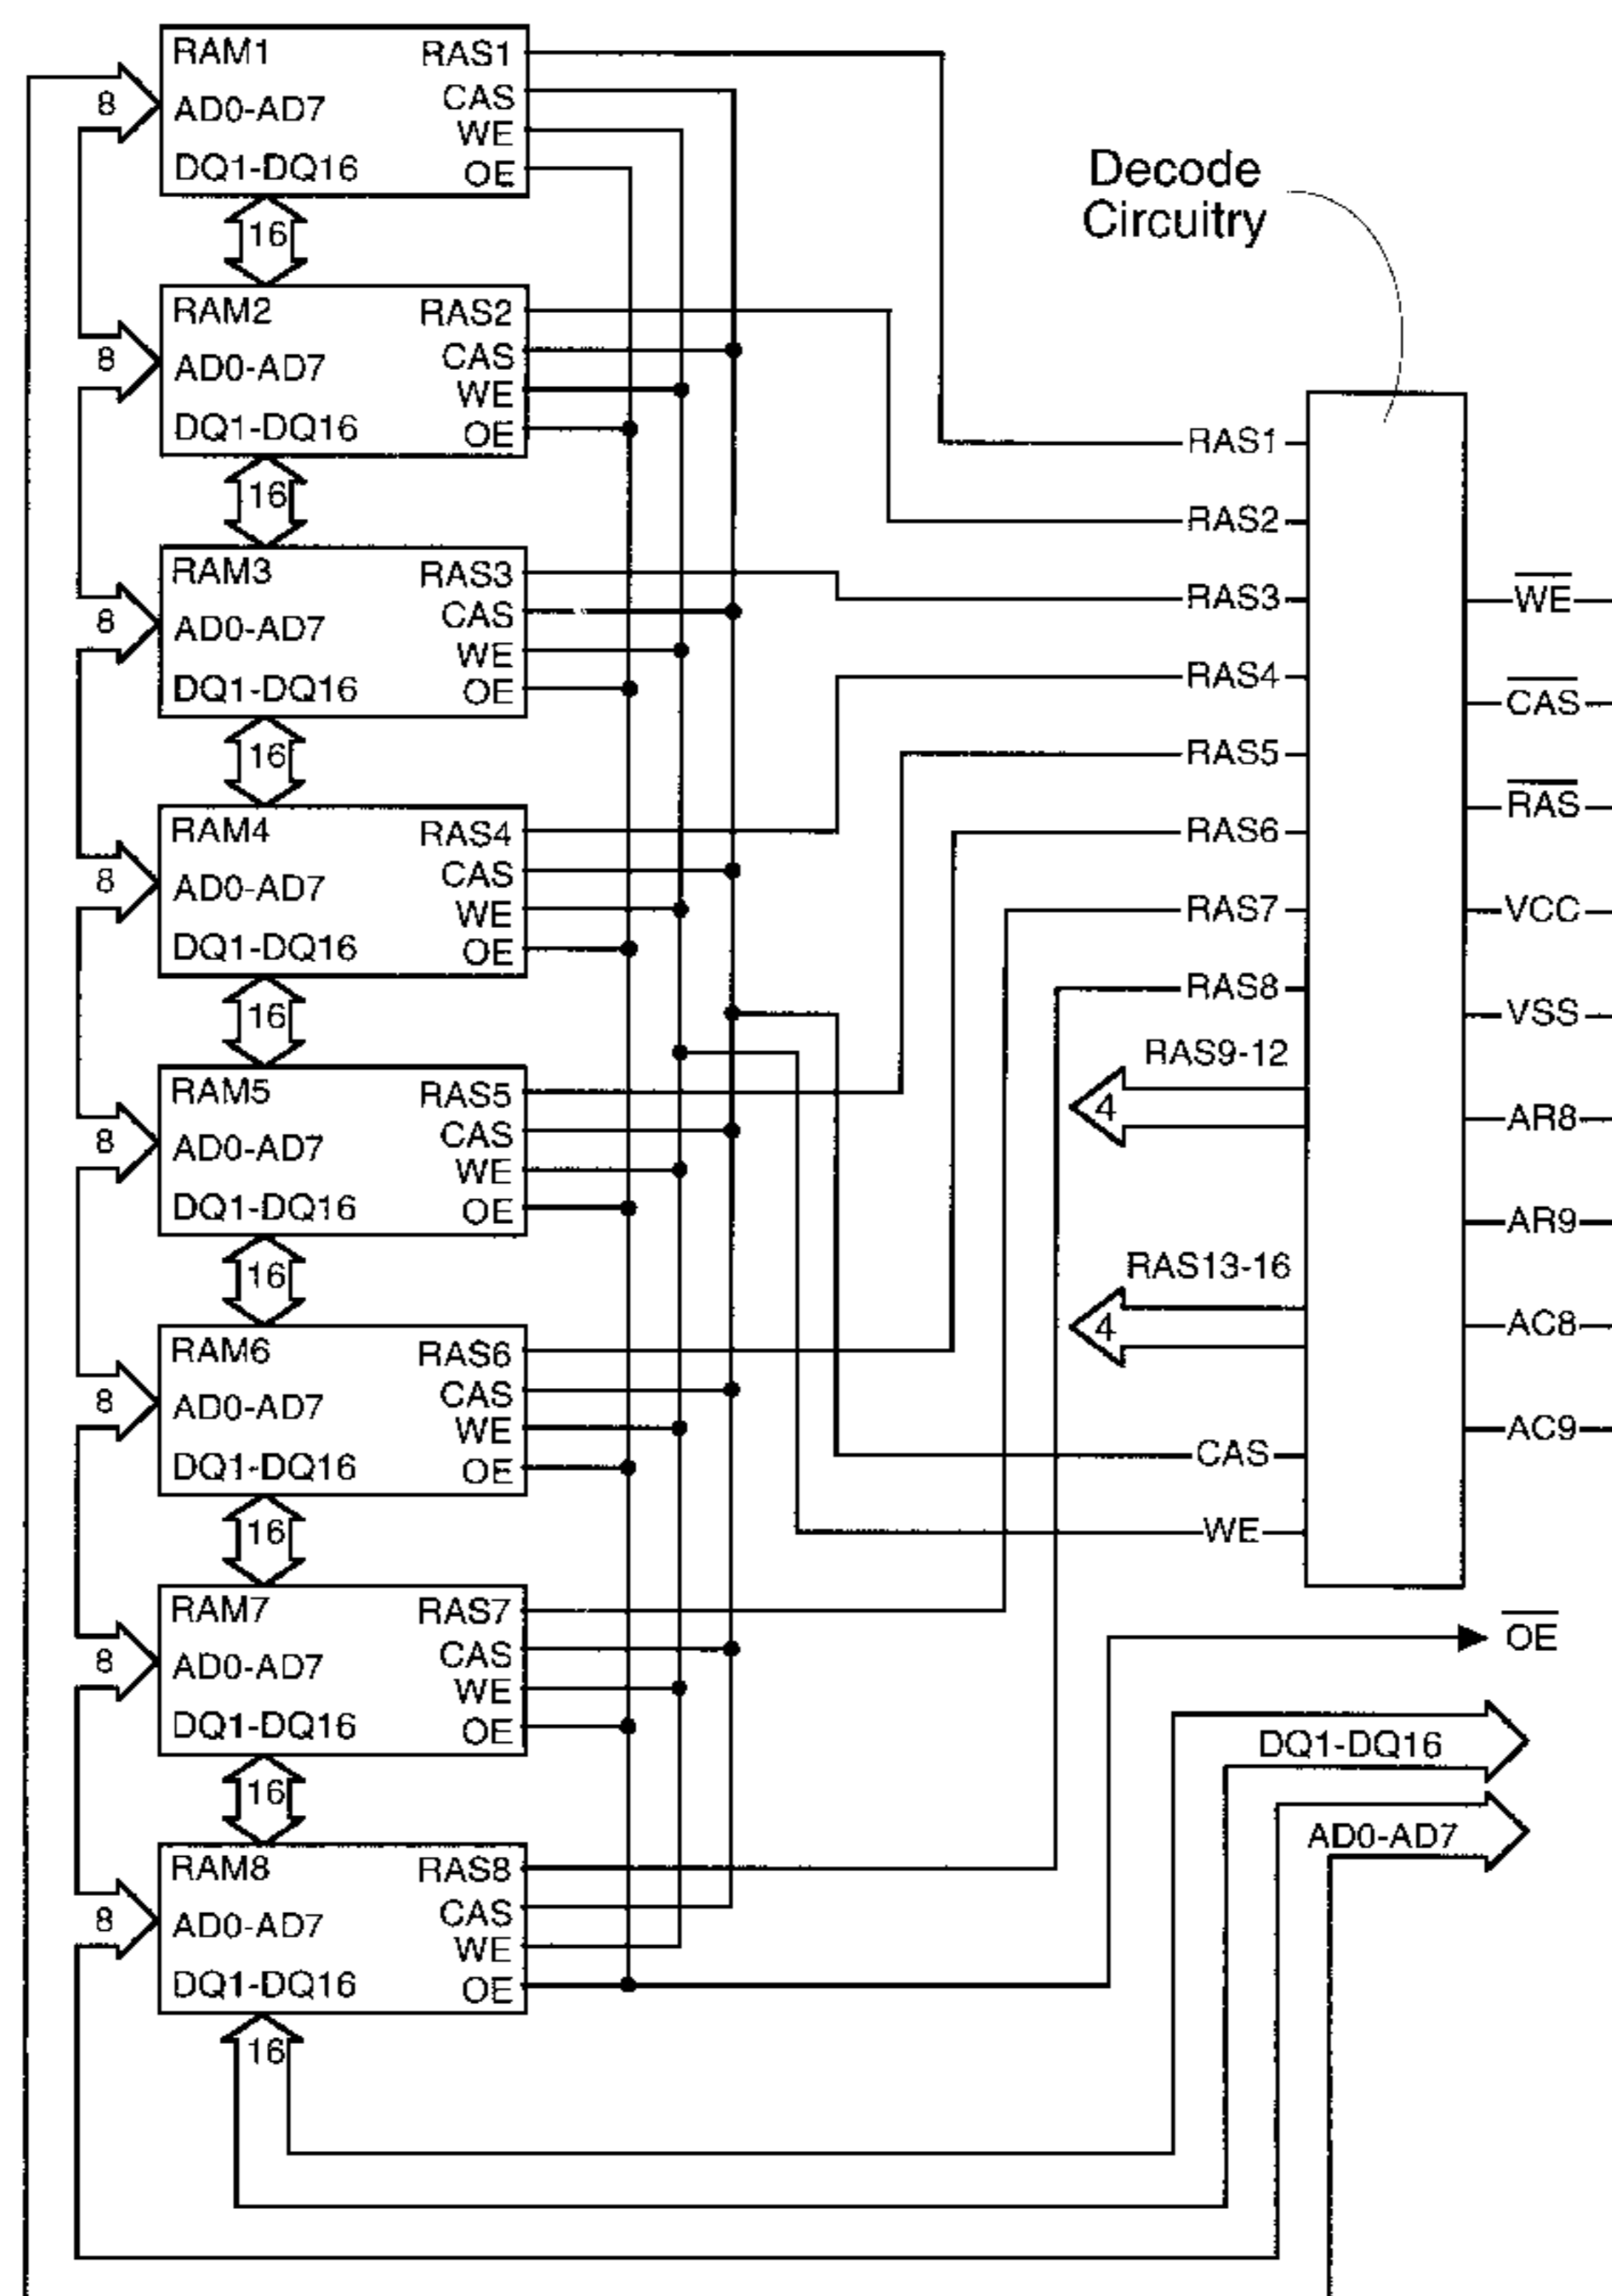 RAM1 RAS1
8 AD0-AD7 CAS
WE
DQ1-DQ16 OE
16
RAM2 RAS2
8 AD0-AD7 CAS
WE
DQ1-DQ16 OE
16
RAM3 RAS3
8 AD0-AD7 CAS
WE
DQ1-DQ16 OE
16
RAM4 RAS4
8 AD0-AD7 CAS
WE
DQ1-DQ16 OE
16
RAM5 RAS5
8 AD0-AD7 CAS
WE
DQ1-DQ16 OE
16
RAM6 RAS6
8 AD0-AD7 CAS
WE
DQ1-DQ16 OE
16
RAM7 RAS7
8 AD0-AD7 CAS
WE
DQ1-DQ16 OE
16
RAM8 RAS8
8 AD0-AD7 CAS
WE
DQ1-DQ16 OE
16
Decode
Circuitry
RAS1
RAS2
RAS3
RAS4
RAS5
RAS6
RAS7
RAS8
RAS9-12
4
RAS13-16
4
CAS
WE
W̅E̅
C̅A̅S̅
R̅A̅S̅
VCC
VSS
AR8
AR9
AC8
AC9
O̅E̅
DQ1-DQ16
AD0-AD7